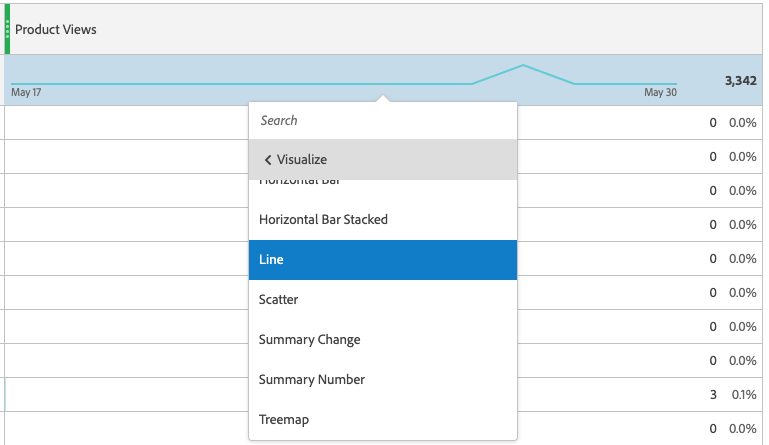 Product Views
3,342
May 17
May 30
Search
Visualize
Horizontal Bar
Horizontal Bar Stacked
Line
Scatter
Summary Change
Summary Number
Treemap
0 0.0%
0 0.0%
0 0.0%
0 0.0%
0 0.0%
0 0.0%
0 0.0%
0 0.0%
3 0.1%
0 0.0%